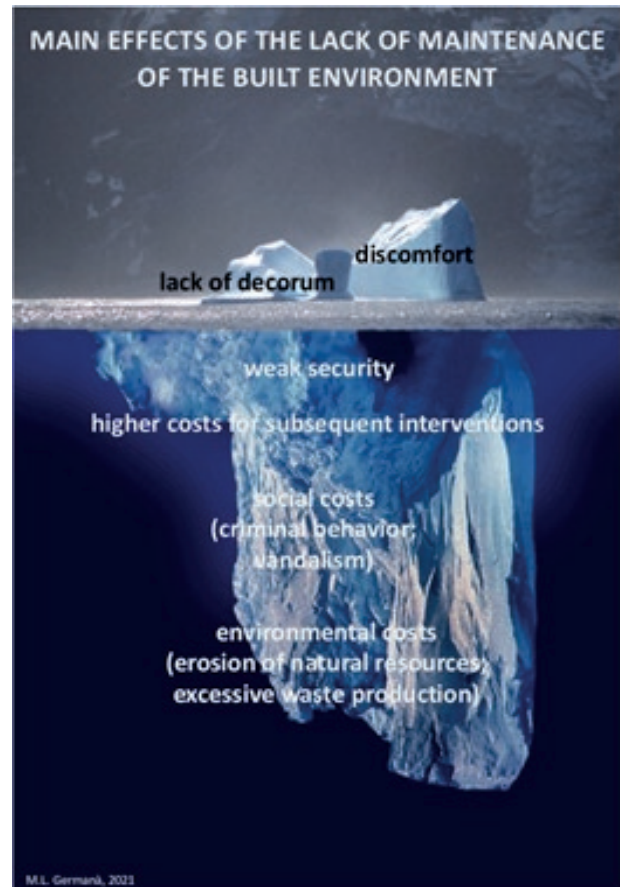 MAIN EFFECTS OF THE LACK OF MAINTENANCE
OF THE BUILT ENVIRONMENT
discomfort
lack of decorum
weak security
higher costs for subsequent interventions
social costs
(criminal behavior;
vandalism)
environmental costs
(erosion of natural resources;
excessive waste production)
M.L. Germanà, 2021